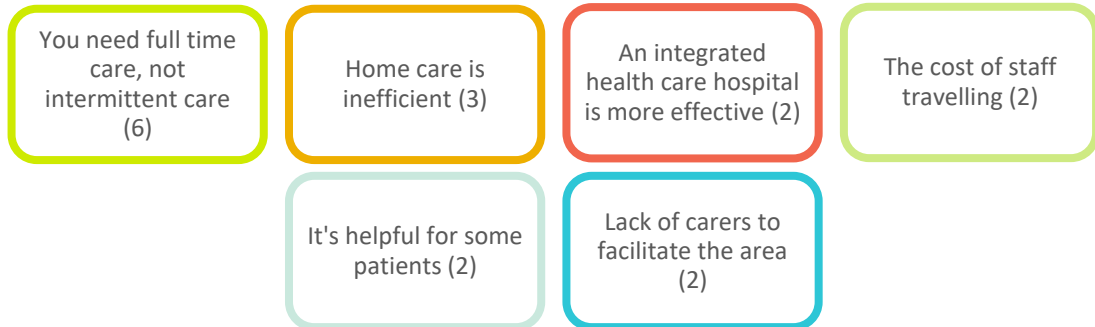 You need full time
care, not
intermittent care
(6)
Home care is
inefficient (3)
An integrated
health care hospital
is more effective (2)
The cost of staff
travelling (2)
It's helpful for some
patients (2)
Lack of carers to
facilitate the area
(2)